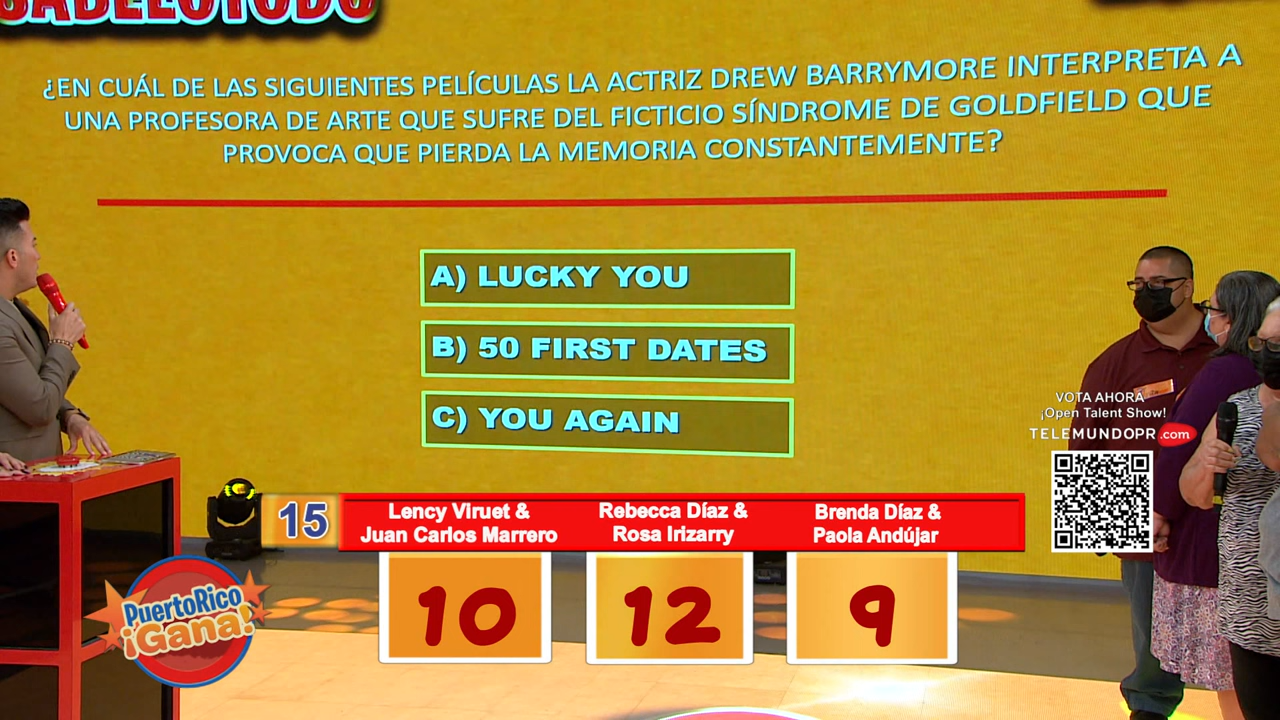 SABELOTODO
¿EN CUÁL DE LAS SIGUIENTES PELÍCULAS LA ACTRIZ DREW BARRYMORE INTERPRETA A
UNA PROFESORA DE ARTE QUE SUFRE DEL FICTICIO SÍNDROME DE GOLDFIELD QUE
PROVOCA QUE PIERDA LA MEMORIA CONSTANTEMENTE?
A) LUCKY YOU
B) 50 FIRST DATES
C) YOU AGAIN
VOTA AHORA
¡Open Talent Show!
TELEMUNDOPR.com
15
Lency Viruet &
Juan Carlos Marrero
Rebecca Díaz &
Rosa Irizarry
Brenda Díaz &
Paola Andújar
10
12
9
PuertoRico
¡Gana!